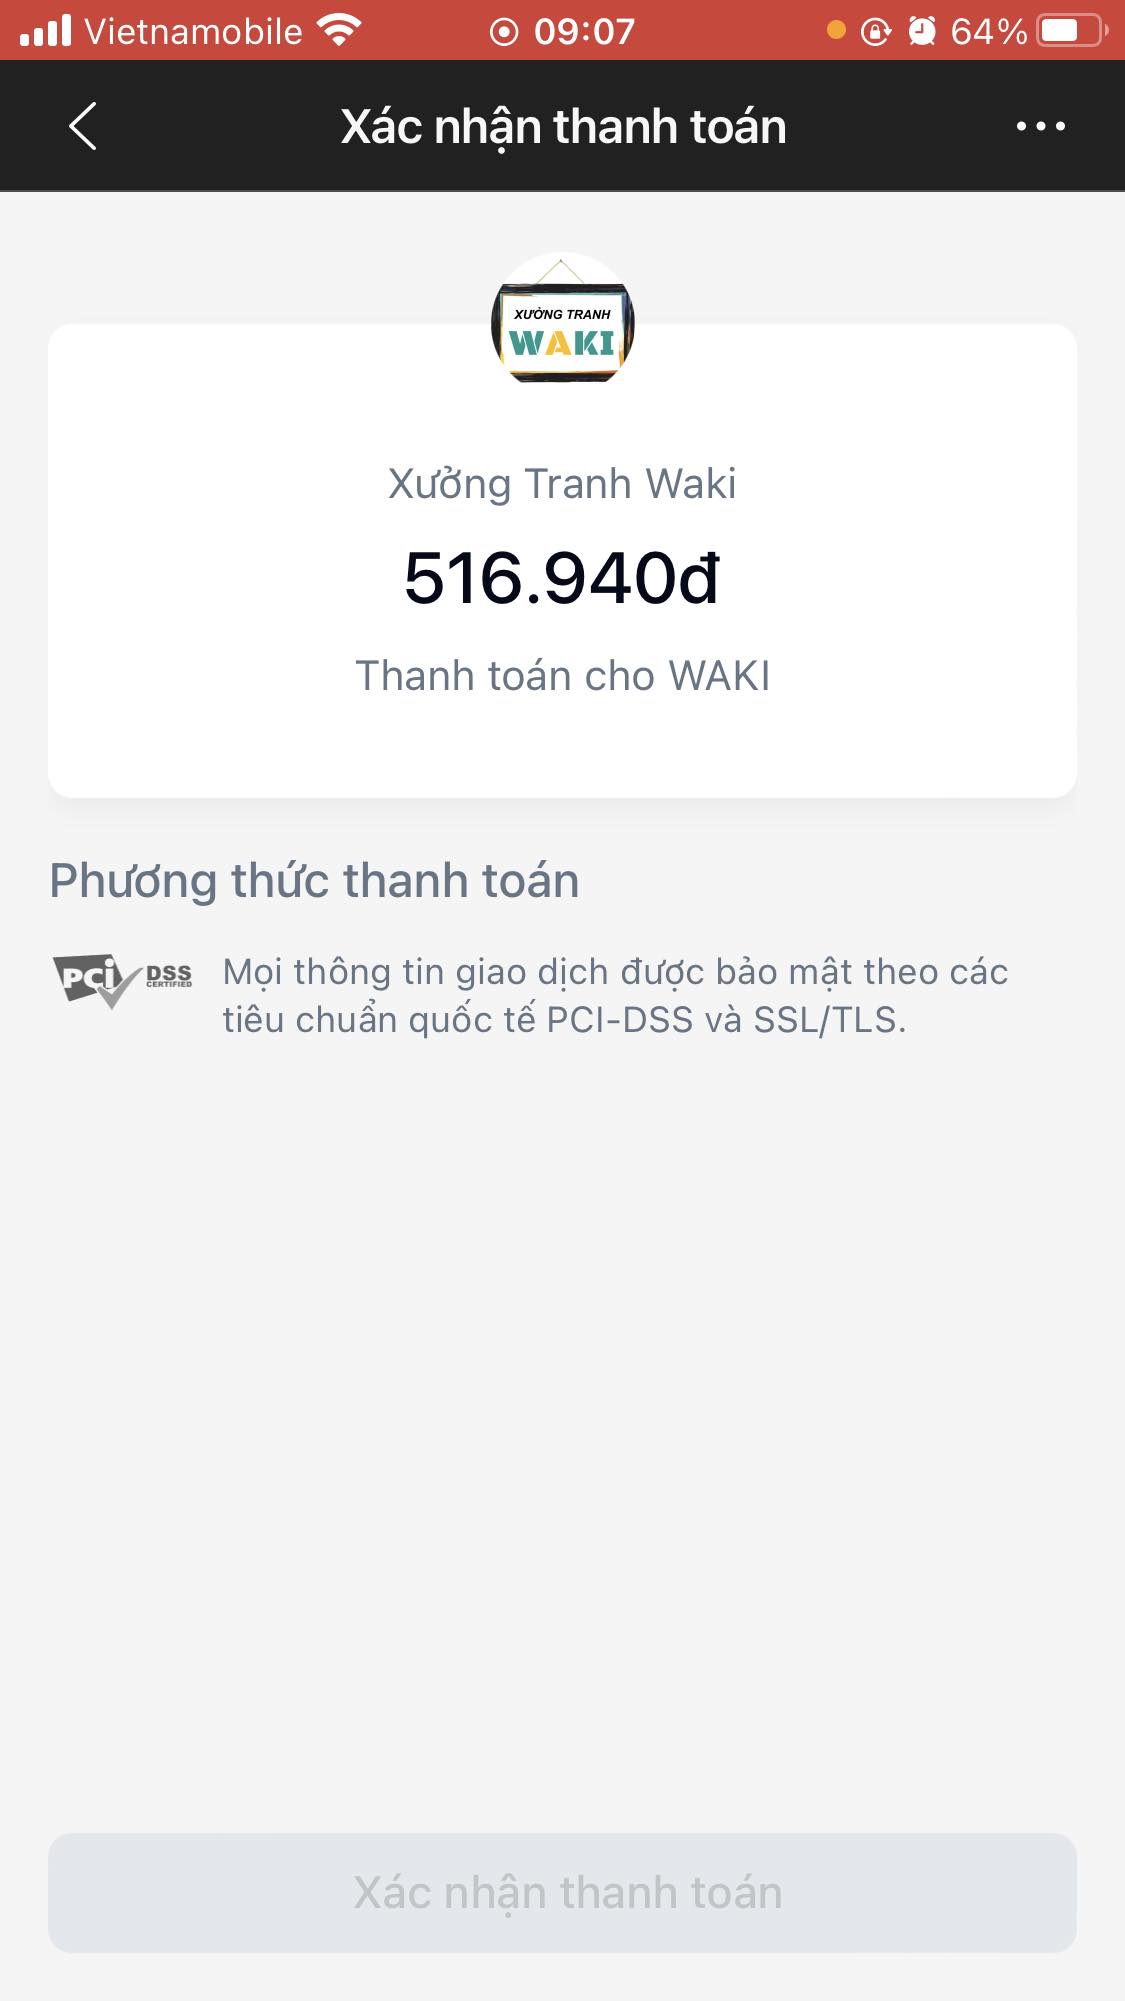 Vietnamobile 09:07 64%
Xác nhận thanh toán
XƯỞNG TRANH
WAKI
Xưởng Tranh Waki
516.940đ
Thanh toán cho WAKI
Phương thức thanh toán
PCi DSS CERTIFIED
Mọi thông tin giao dịch được bảo mật theo các
tiêu chuẩn quốc tế PCI-DSS và SSL/TLS.
Xác nhận thanh toán